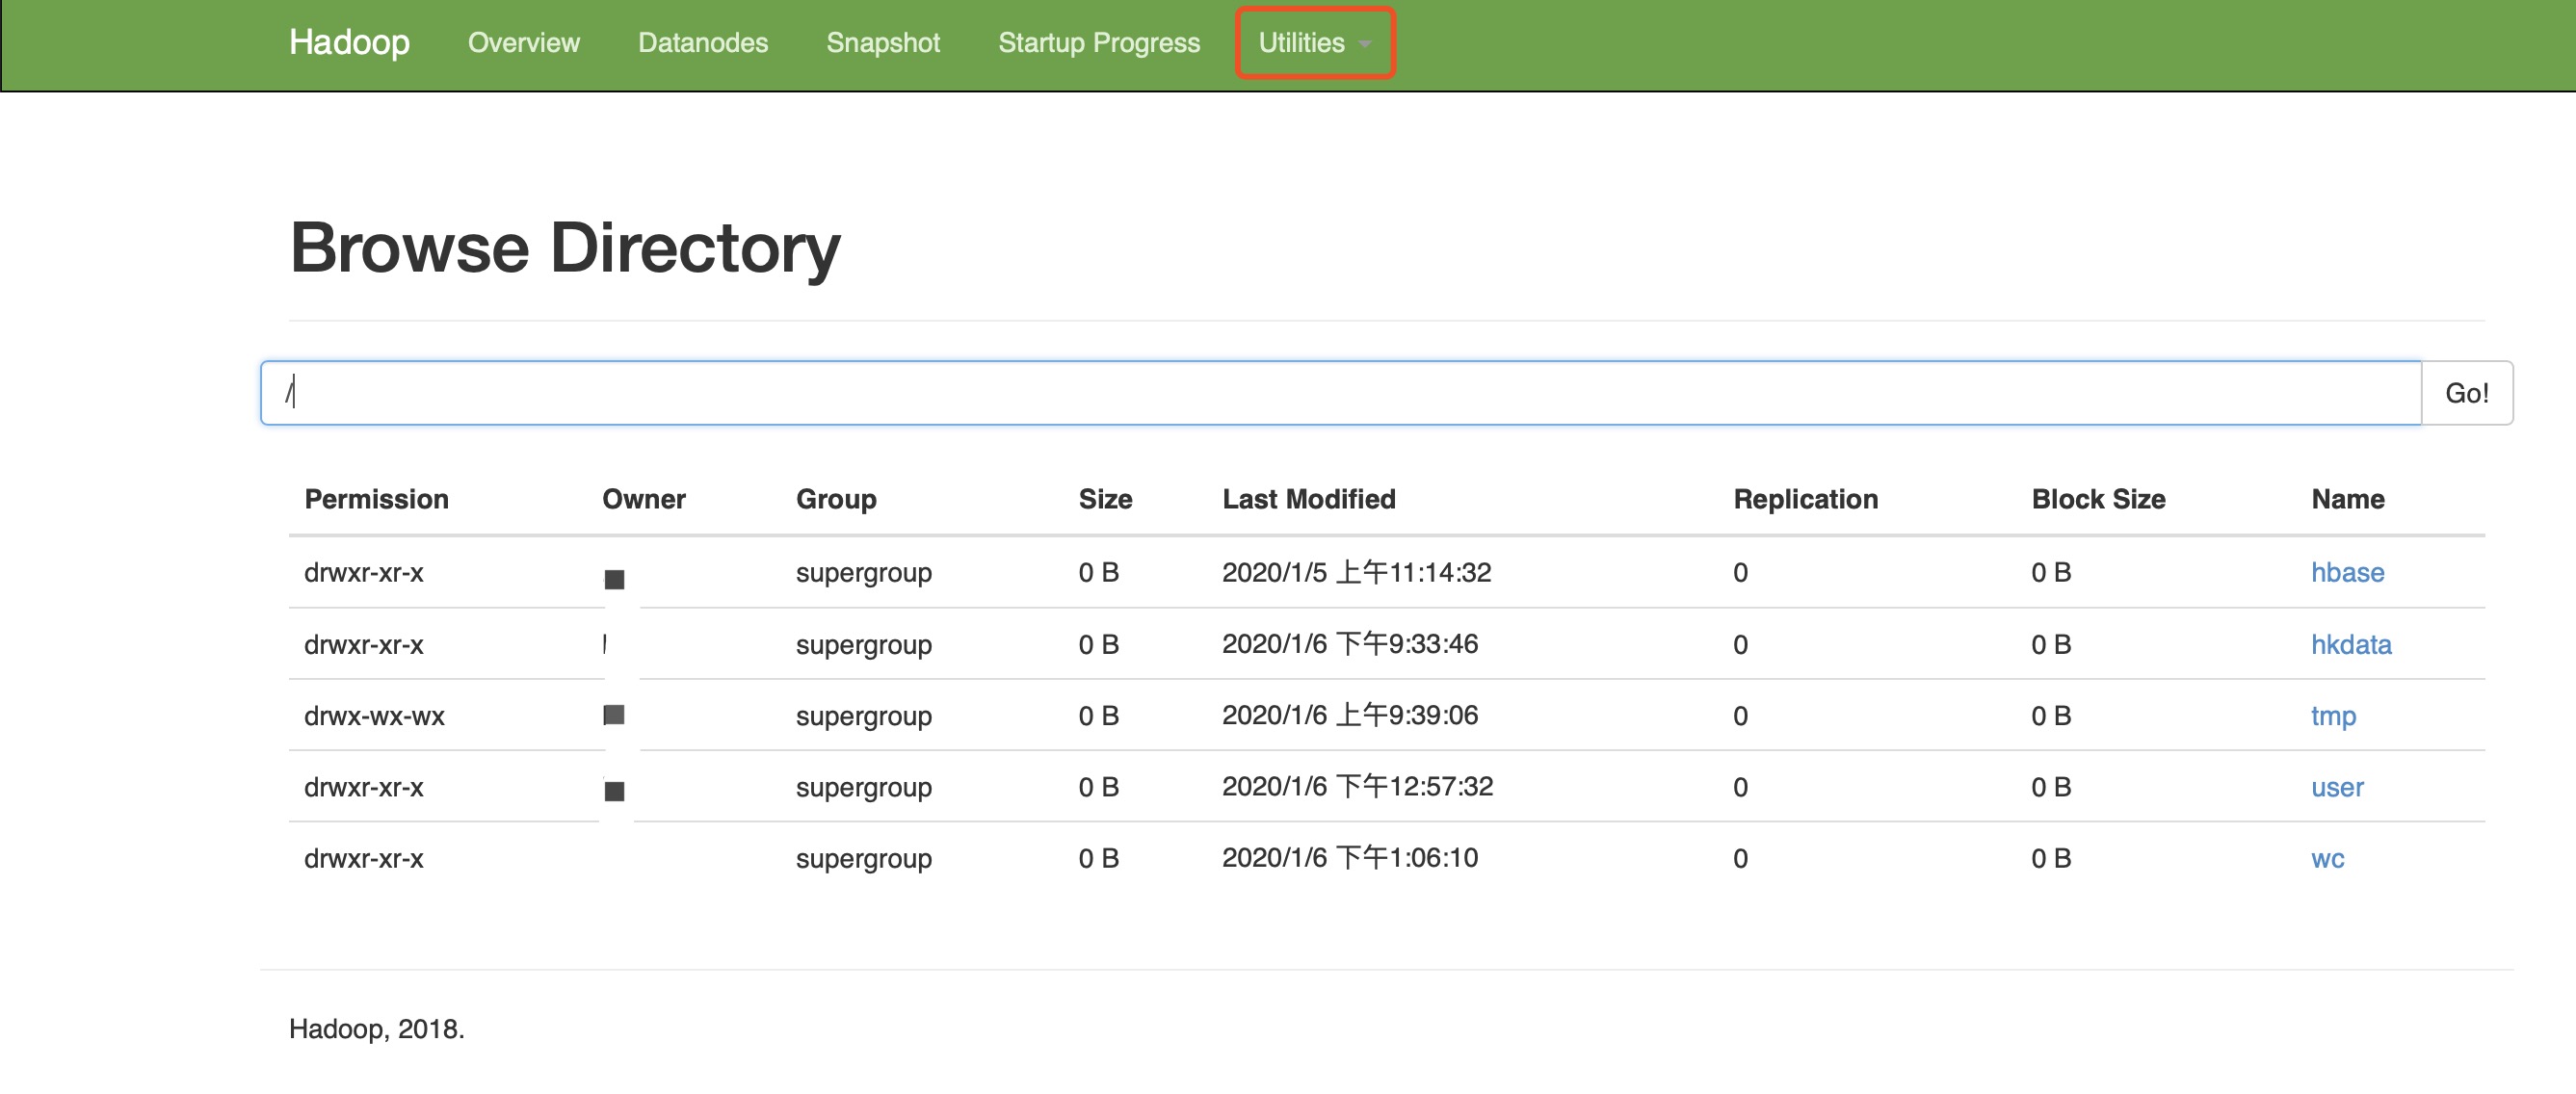 Hadoop Overview Datanodes Snapshot Startup Progress Utilities
Browse Directory
/ Go!
Permission Owner Group Size Last Modified Replication Block Size Name
drwxr-xr-x supergroup 0 B 2020/1/5 上午11:14:32 0 0 B hbase
drwxr-xr-x supergroup 0 B 2020/1/6 下午9:33:46 0 0 B hkdata
drwx-wx-wx supergroup 0 B 2020/1/6 上午9:39:06 0 0 B tmp
drwxr-xr-x supergroup 0 B 2020/1/6 下午12:57:32 0 0 B user
drwxr-xr-x supergroup 0 B 2020/1/6 下午1:06:10 0 0 B wc
Hadoop, 2018.